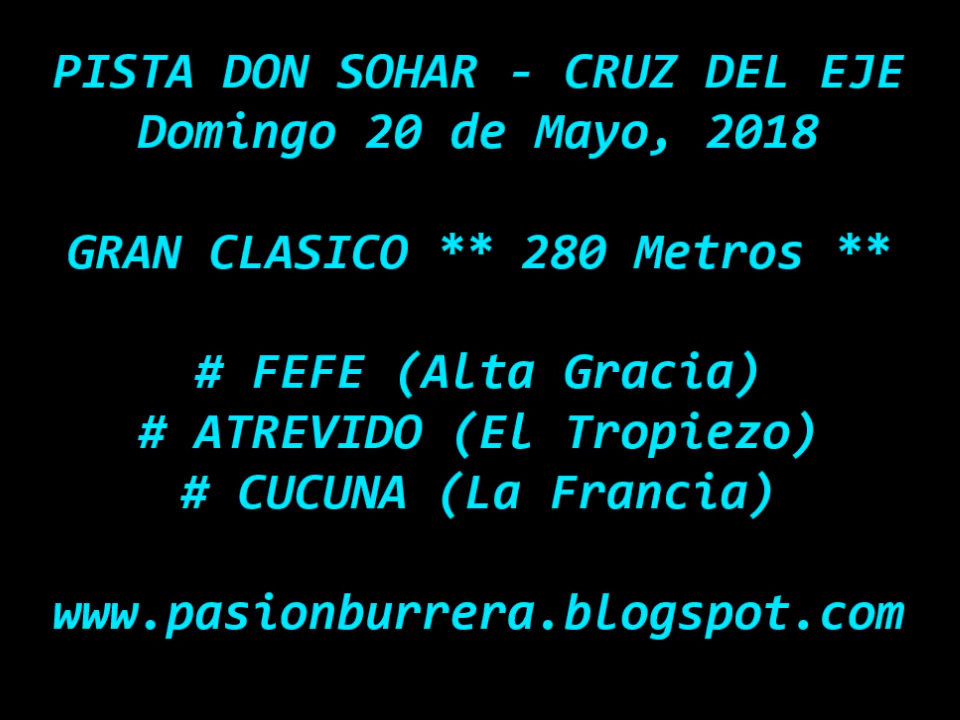 PISTA DON SOHAR - CRUZ DEL EJE
Domingo 20 de Mayo, 2018
GRAN CLASICO ** 280 Metros **
# FEFE (Alta Gracia)
# ATREVIDO (El Tropiezo)
# CUCUNA (La Francia)
www.pasionburrera.blogspot.com